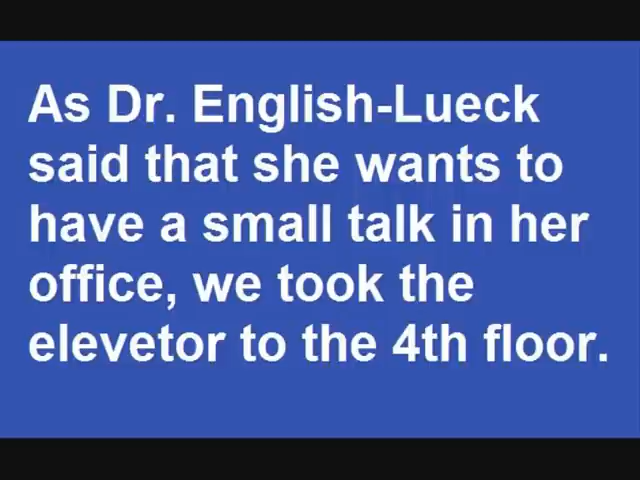 As Dr. English-Lueck
said that she wants to
have a small talk in her
office, we took the
elevetor to the 4th floor.